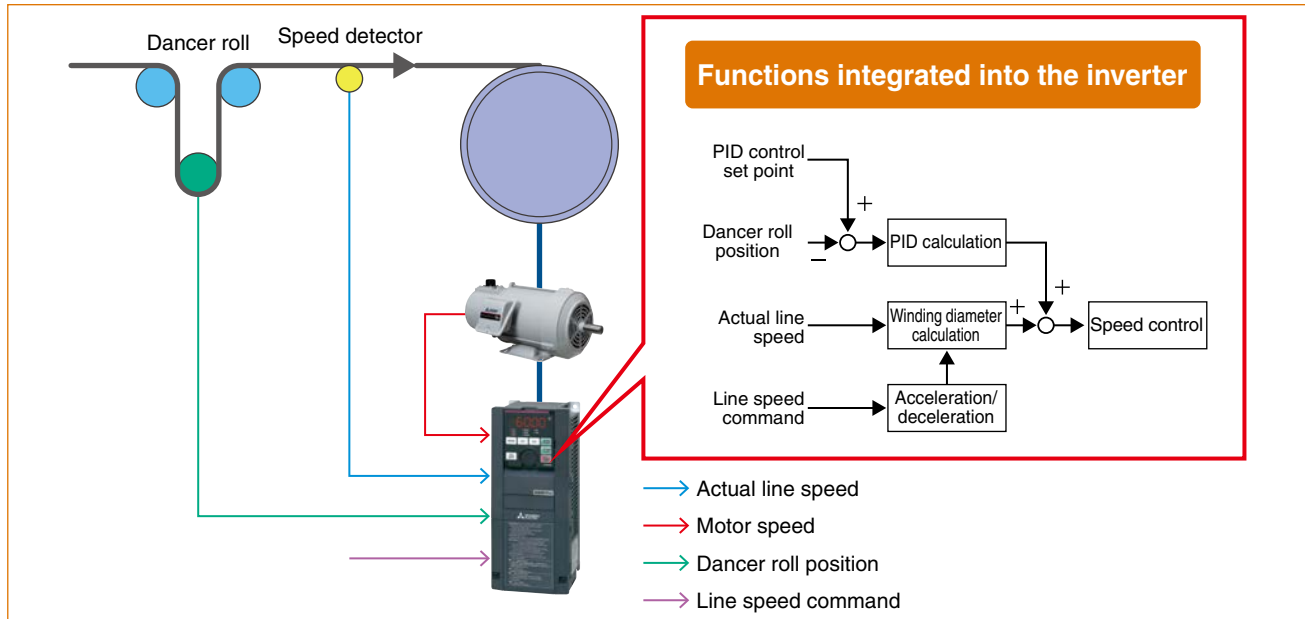 Dancer roll
Speed detector
Functions integrated into the inverter
PID control
set point
+
Dancer roll
position
−
PID calculation
+
Actual line
speed
Winding diameter
calculation
+
Speed control
Line speed
command
Acceleration/
deceleration
6000
Actual line speed
Motor speed
Dancer roll position
Line speed command